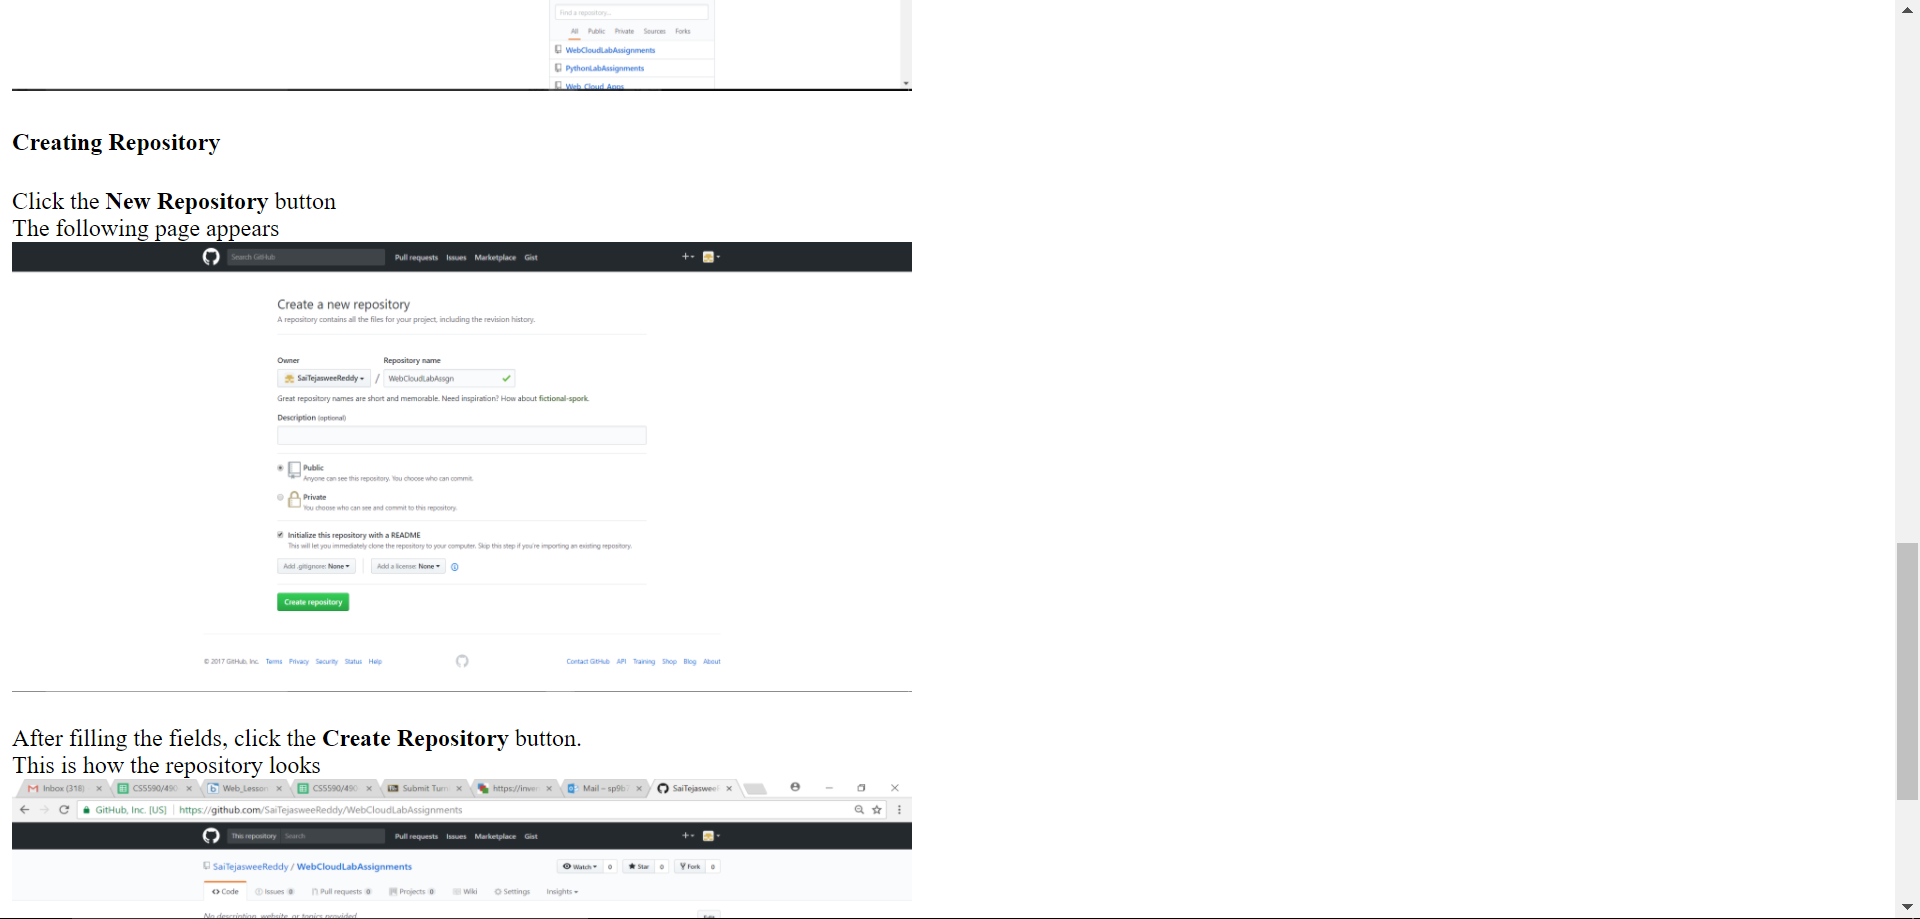 Find a repository...
All Public Private Sources Forks
WebCloudLabAssignments
PythonLabAssignments
Web_Cloud_Apps
Creating Repository
Click the New Repository button
The following page appears
Search GitHub Pull requests Issues Marketplace Gist
Create a new repository
A repository contains all the files for your project, including the revision history.
Owner Repository name
SaiTejasweeReddy / WebCloudLabAssgn
Great repository names are short and memorable. Need inspiration? How about fictional-spork.
Description (optional)
Public
Anyone can see this repository. You choose who can commit.
Private
You choose who can see and commit to this repository.
Initialize this repository with a README
This will let you immediately clone the repository to your computer. Skip this step if you're importing an existing repository.
Add .gitignore: None Add a license: None
Create repository
© 2017 GitHub, Inc. Terms Privacy Security Status Help Contact GitHub API Training Shop Blog About
After filling the fields, click the Create Repository button.
This is how the repository looks
Inbox (318) CS5590/490 Web_Lesson CS5590/490 Submit Turn https://inver Mail – sp9b SaiTejasweeR
GitHub, Inc. [US] https://github.com/SaiTejasweeReddy/WebCloudLabAssignments
This repository Search Pull requests Issues Marketplace Gist
SaiTejasweeReddy / WebCloudLabAssignments Watch 0 Star 0 Fork 0
Code Issues 0 Pull requests 0 Projects 0 Wiki Settings Insights
No description, website, or topics provided. Edit